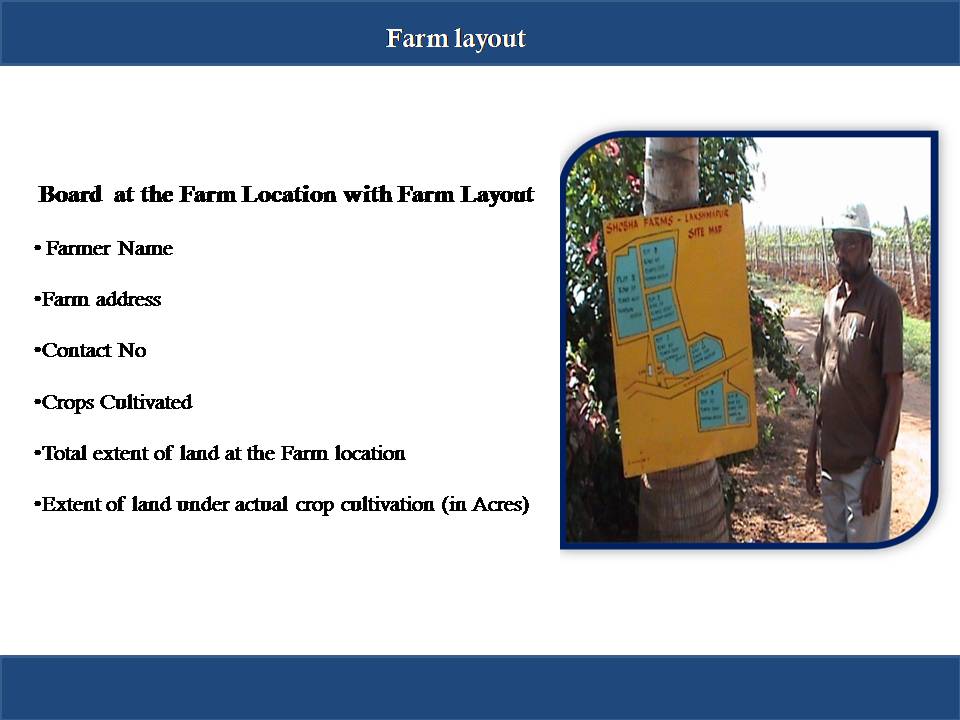 Farm layout
Board at the Farm Location with Farm Layout
• Farmer Name
•Farm address
•Contact No
•Crops Cultivated
•Total extent of land at the Farm location
•Extent of land under actual crop cultivation (in Acres)
SHOBHA FARMS - LAKSHMAPUR
SITE MAP